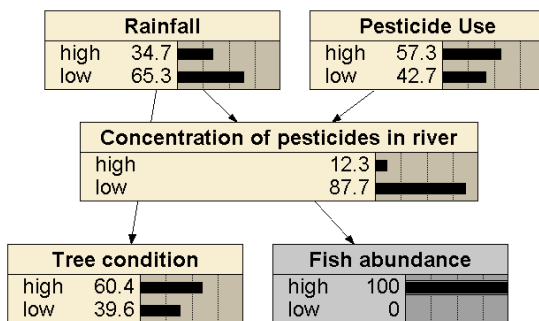 Rainfall
high 34.7
low 65.3
Pesticide Use
high 57.3
low 42.7
Concentration of pesticides in river
high 12.3
low 87.7
Tree condition
high 60.4
low 39.6
Fish abundance
high 100
low 0